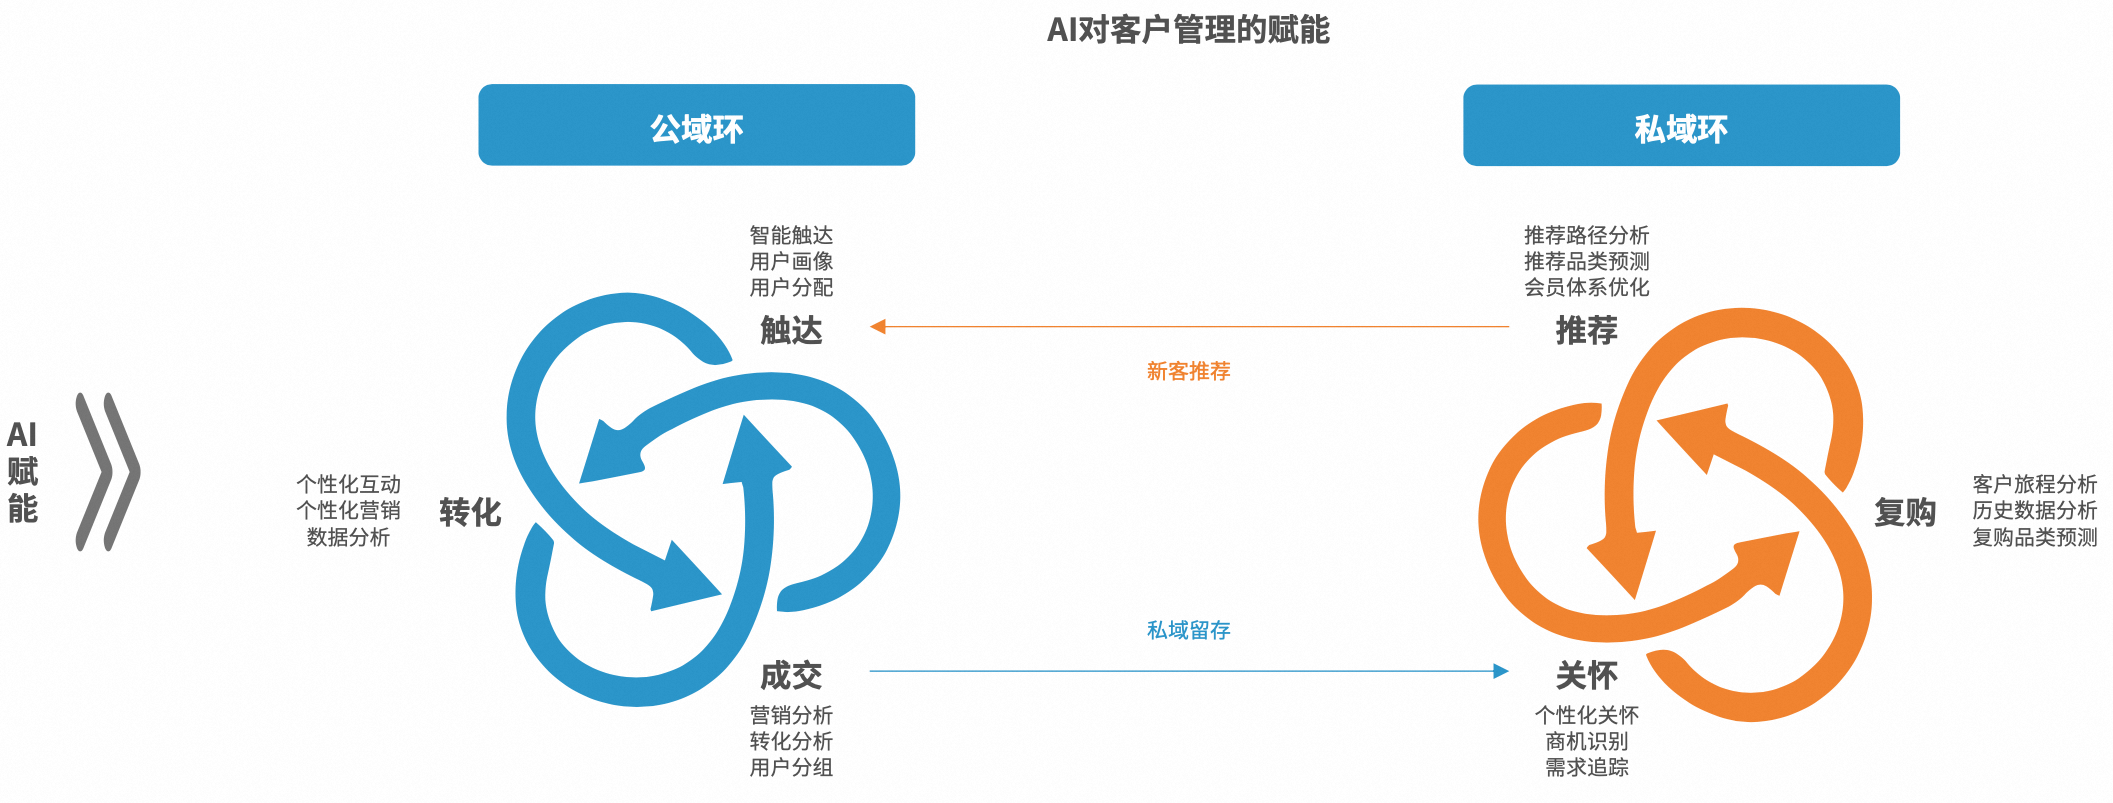 AI对客户管理的赋能
公域环
私域环
智能触达
用户画像
用户分配
触达
推荐路径分析
推荐品类预测
会员体系优化
推荐
新客推荐
AI
赋
能
个性化互动
个性化营销
数据分析
转化
复购
客户旅程分析
历史数据分析
复购品类预测
私域留存
成交
营销分析
转化分析
用户分组
关怀
个性化关怀
商机识别
需求追踪